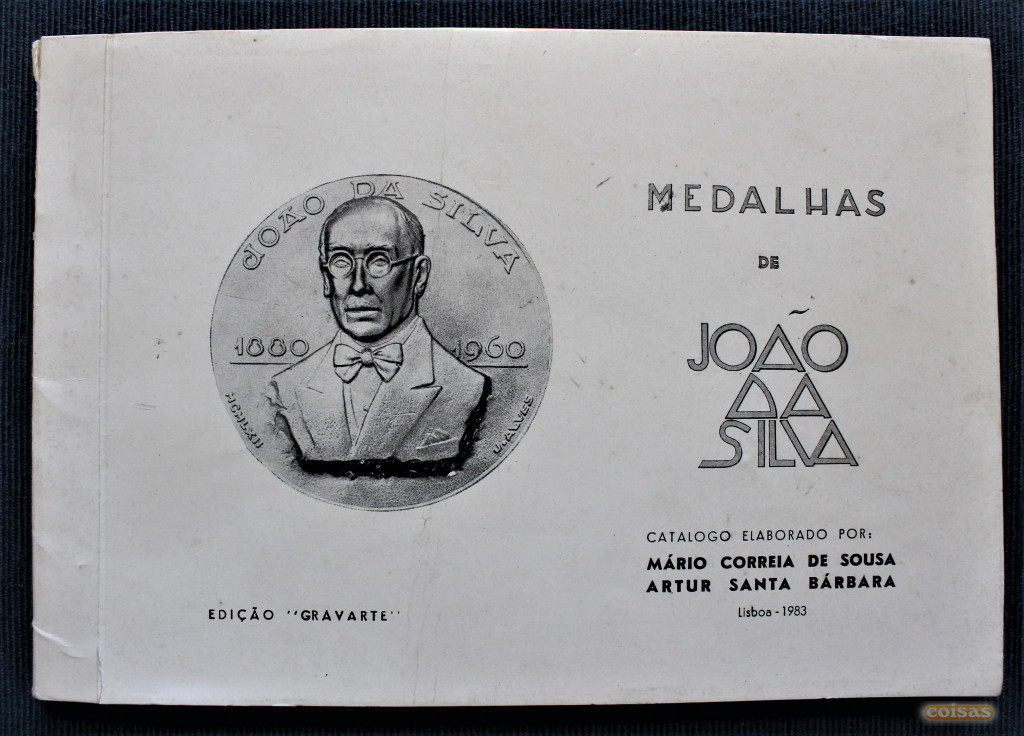 JOÃO DA SILVA
1880 1960
MCMLXII
J. ALVES
EDIÇÃO "GRAVARTE"
MEDALHAS
DE
JOÃO
DA
SILVA
CATALOGO ELABORADO POR:
MÁRIO CORREIA DE SOUSA
ARTUR SANTA BÁRBARA
Lisboa - 1983
coisas